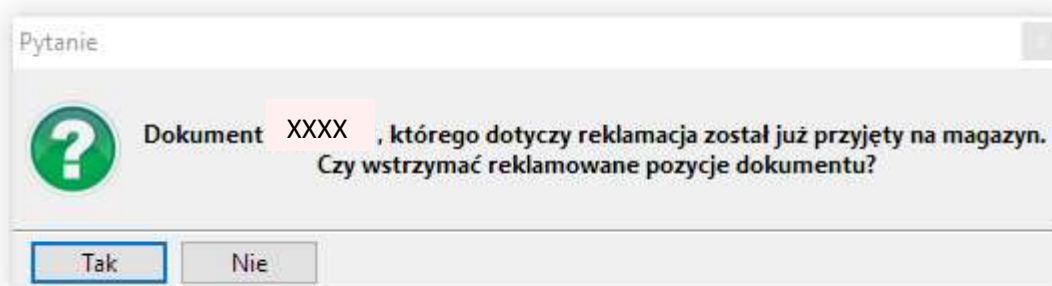 Pytanie
Dokument XXXX , którego dotyczy reklamacja został już przyjęty na magazyn.
Czy wstrzymać reklamowane pozycje dokumentu?
Tak Nie